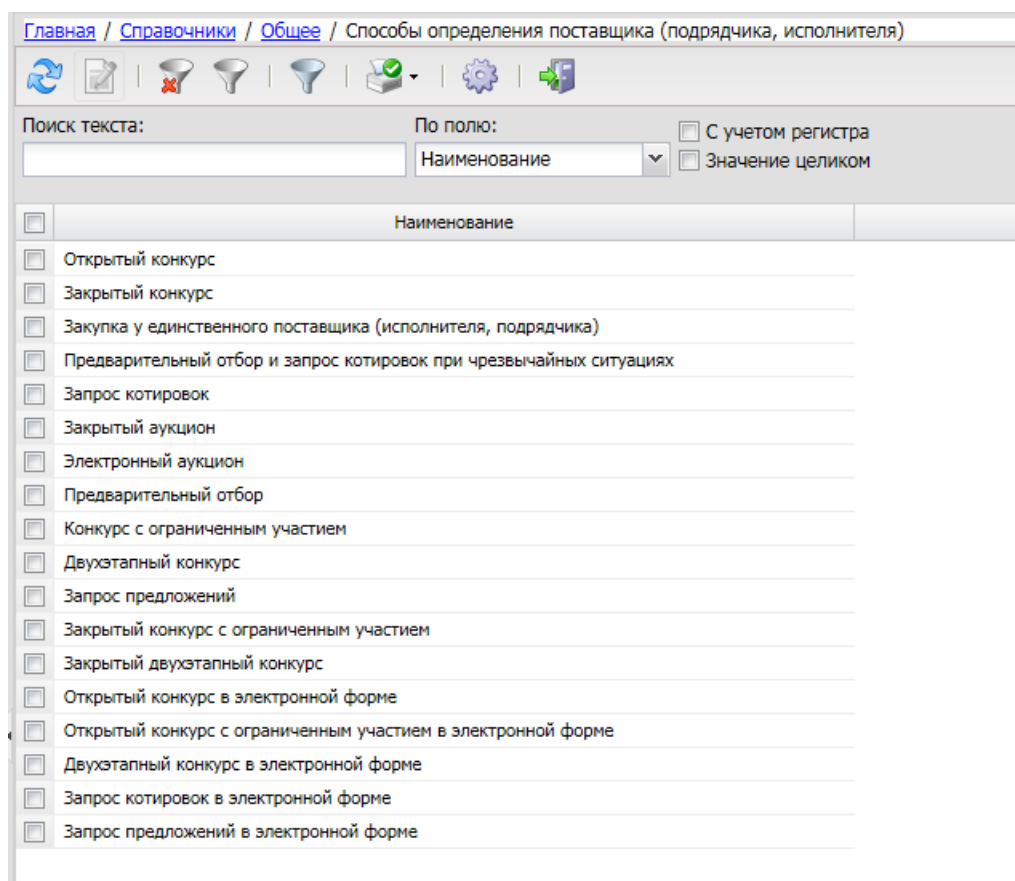 Главная / Справочники / Общее / Способы определения поставщика (подрядчика, исполнителя)
Поиск текста: По полю: С учетом регистра
Наименование Значение целиком
Наименование
Открытый конкурс
Закрытый конкурс
Закупка у единственного поставщика (исполнителя, подрядчика)
Предварительный отбор и запрос котировок при чрезвычайных ситуациях
Запрос котировок
Закрытый аукцион
Электронный аукцион
Предварительный отбор
Конкурс с ограниченным участием
Двухэтапный конкурс
Запрос предложений
Закрытый конкурс с ограниченным участием
Закрытый двухэтапный конкурс
Открытый конкурс в электронной форме
Открытый конкурс с ограниченным участием в электронной форме
Двухэтапный конкурс в электронной форме
Запрос котировок в электронной форме
Запрос предложений в электронной форме